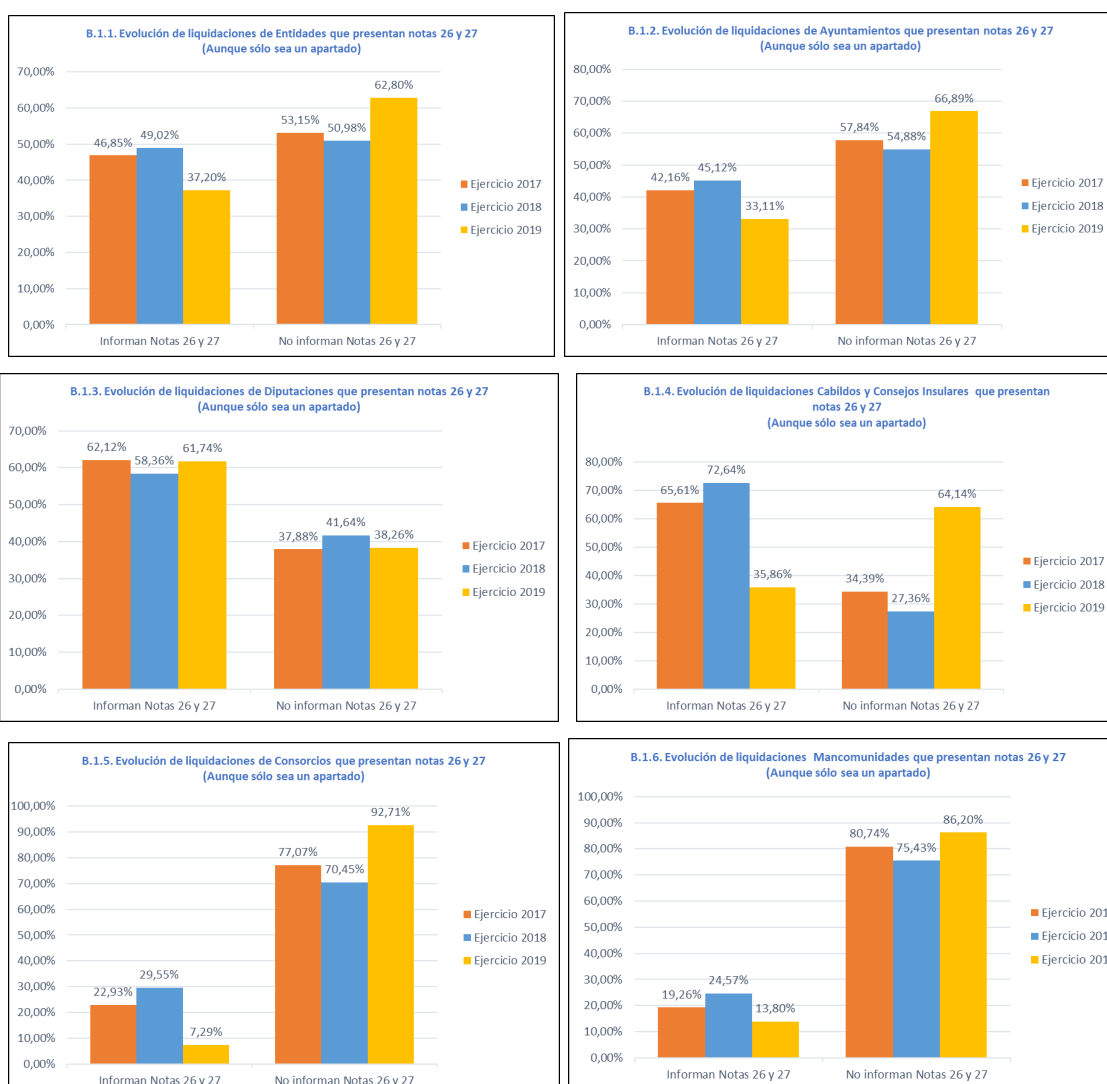 B.1.1. Evolución de liquidaciones de Entidades que presentan notas 26 y 27
(Aunque sólo sea un apartado)
70,00%
60,00%
50,00%
40,00%
30,00%
20,00%
10,00%
0,00%
46,85%
49,02%
37,20%
53,15%
50,98%
62,80%
Informan Notas 26 y 27
No informan Notas 26 y 27
Ejercicio 2017
Ejercicio 2018
Ejercicio 2019
B.1.2. Evolución de liquidaciones de Ayuntamientos que presentan notas 26 y 27
(Aunque sólo sea un apartado)
80,00%
70,00%
60,00%
50,00%
40,00%
30,00%
20,00%
10,00%
0,00%
42,16%
45,12%
33,11%
57,84%
54,88%
66,89%
Informan Notas 26 y 27
No informan Notas 26 y 27
Ejercicio 2017
Ejercicio 2018
Ejercicio 2019
B.1.3. Evolución de liquidaciones de Diputaciones que presentan notas 26 y 27
(Aunque sólo sea un apartado)
70,00%
60,00%
50,00%
40,00%
30,00%
20,00%
10,00%
0,00%
62,12%
58,36%
61,74%
37,88%
41,64%
38,26%
Informan Notas 26 y 27
No informan Notas 26 y 27
Ejercicio 2017
Ejercicio 2018
Ejercicio 2019
B.1.4. Evolución de liquidaciones Cabildos y Consejos Insulares que presentan
notas 26 y 27
(Aunque sólo sea un apartado)
80,00%
70,00%
60,00%
50,00%
40,00%
30,00%
20,00%
10,00%
0,00%
65,61%
72,64%
35,86%
34,39%
27,36%
64,14%
Informan Notas 26 y 27
No informan Notas 26 y 27
Ejercicio 2017
Ejercicio 2018
Ejercicio 2019
B.1.5. Evolución de liquidaciones de Consorcios que presentan notas 26 y 27
(Aunque sólo sea un apartado)
100,00%
90,00%
80,00%
70,00%
60,00%
50,00%
40,00%
30,00%
20,00%
10,00%
0,00%
22,93%
29,55%
7,29%
77,07%
70,45%
92,71%
Informan Notas 26 y 27
No informan Notas 26 y 27
Ejercicio 2017
Ejercicio 2018
Ejercicio 2019
B.1.6. Evolución de liquidaciones Mancomunidades que presentan notas 26 y 27
(Aunque sólo sea un apartado)
100,00%
90,00%
80,00%
70,00%
60,00%
50,00%
40,00%
30,00%
20,00%
10,00%
0,00%
19,26%
24,57%
13,80%
80,74%
75,43%
86,20%
Informan Notas 26 y 27
No informan Notas 26 y 27
Ejercicio 201
Ejercicio 201
Ejercicio 201